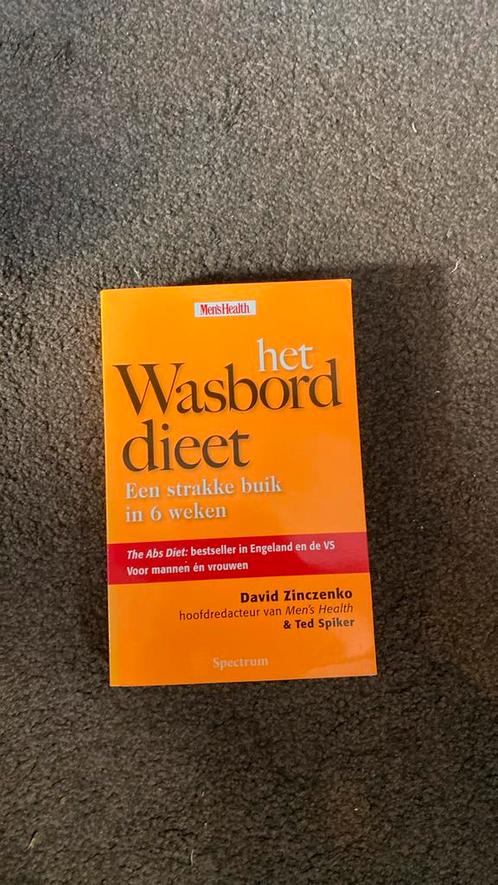 Men'sHealth
het
Wasbord
dieet
Een strakke buik
in 6 weken
The Abs Diet: bestseller in Engeland en de VS
Voor mannen én vrouwen
David Zinczenko
hoofdredacteur van Men's Health
& Ted Spiker
Spectrum